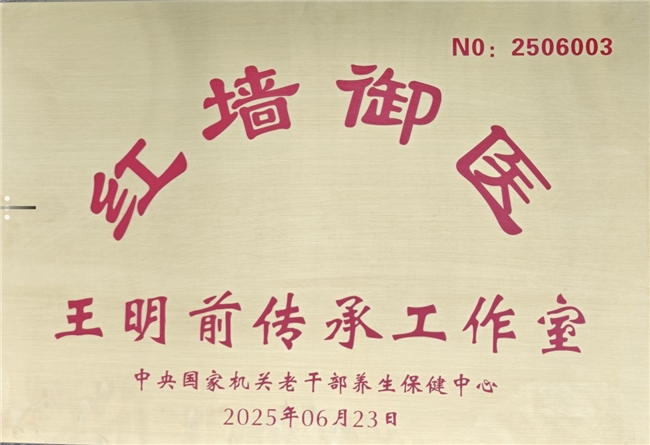 N0：2506003
红墙御医
王明前传承工作室
中央国家机关老干部养生保健中心
2025年06月23日